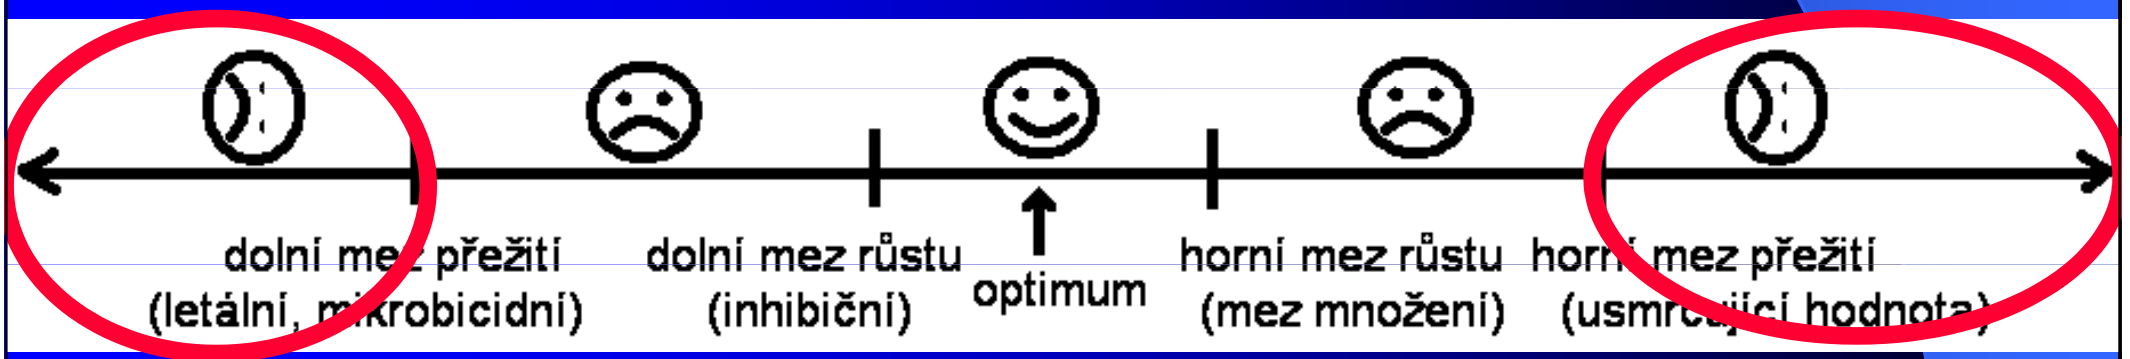 dolní mez přežití
(letální, mikrobicidní)
dolní mez růstu
(inhibiční)
optimum
horní mez růstu
(mez množení)
horní mez přežití
(usmrcující hodnota)